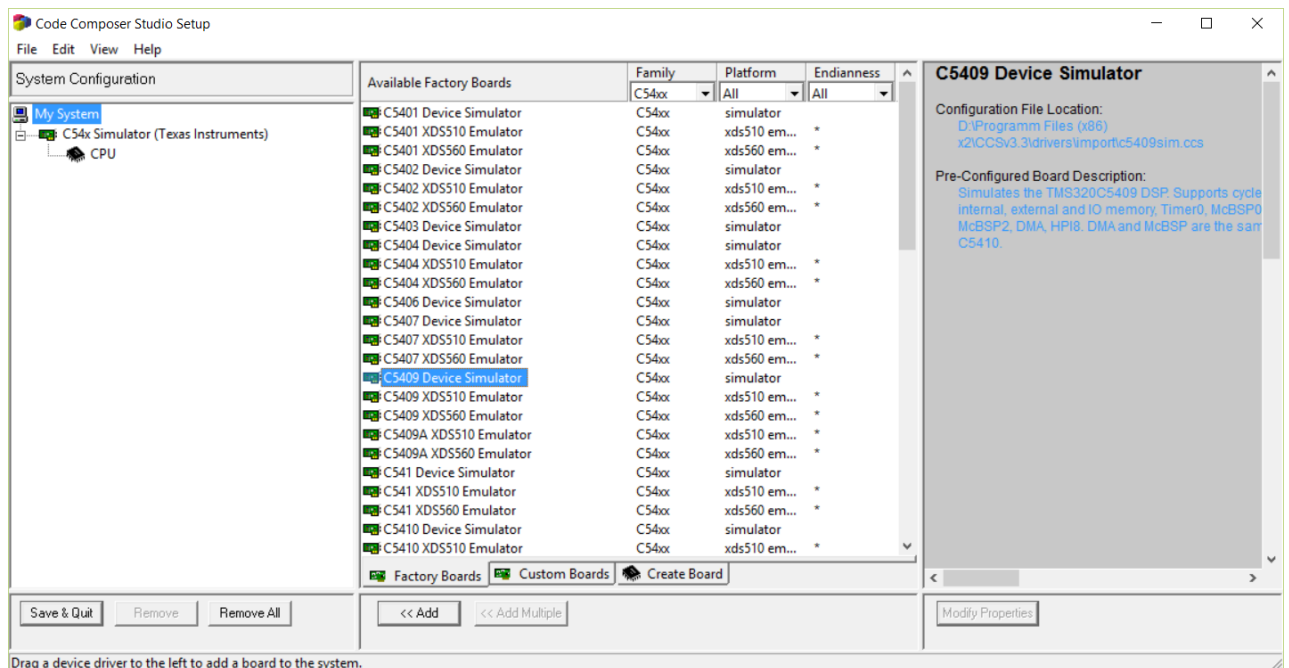 Code Composer Studio Setup
File Edit View Help
System Configuration
My System
C54x Simulator (Texas Instruments)
CPU
Available Factory Boards Family Platform Endianness
C54xx All All
C5401 Device Simulator C54xx simulator
C5401 XDS510 Emulator C54xx xds510 em... *
C5401 XDS560 Emulator C54xx xds560 em... *
C5402 Device Simulator C54xx simulator
C5402 XDS510 Emulator C54xx xds510 em... *
C5402 XDS560 Emulator C54xx xds560 em... *
C5403 Device Simulator C54xx simulator
C5404 Device Simulator C54xx simulator
C5404 XDS510 Emulator C54xx xds510 em... *
C5404 XDS560 Emulator C54xx xds560 em... *
C5406 Device Simulator C54xx simulator
C5407 Device Simulator C54xx simulator
C5407 XDS510 Emulator C54xx xds510 em... *
C5407 XDS560 Emulator C54xx xds560 em... *
C5409 Device Simulator C54xx simulator
C5409 XDS510 Emulator C54xx xds510 em... *
C5409 XDS560 Emulator C54xx xds560 em... *
C5409A XDS510 Emulator C54xx xds510 em... *
C5409A XDS560 Emulator C54xx xds560 em... *
C541 Device Simulator C54xx simulator
C541 XDS510 Emulator C54xx xds510 em... *
C541 XDS560 Emulator C54xx xds560 em... *
C5410 Device Simulator C54xx simulator
C5410 XDS510 Emulator C54xx xds510 em... *
Factory Boards Custom Boards Create Board
C5409 Device Simulator
Configuration File Location:
D:\Programm Files (x86)
x2\CCSv3.3\drivers\import\c5409sim.ccs
Pre-Configured Board Description:
Simulates the TMS320C5409 DSP. Supports cycle
internal, external and IO memory, Timer0, McBSP0
McBSP2, DMA, HPI8. DMA and McBSP are the sam
C5410.
Save & Quit Remove Remove All << Add << Add Multiple Modify Properties
Drag a device driver to the left to add a board to the system.